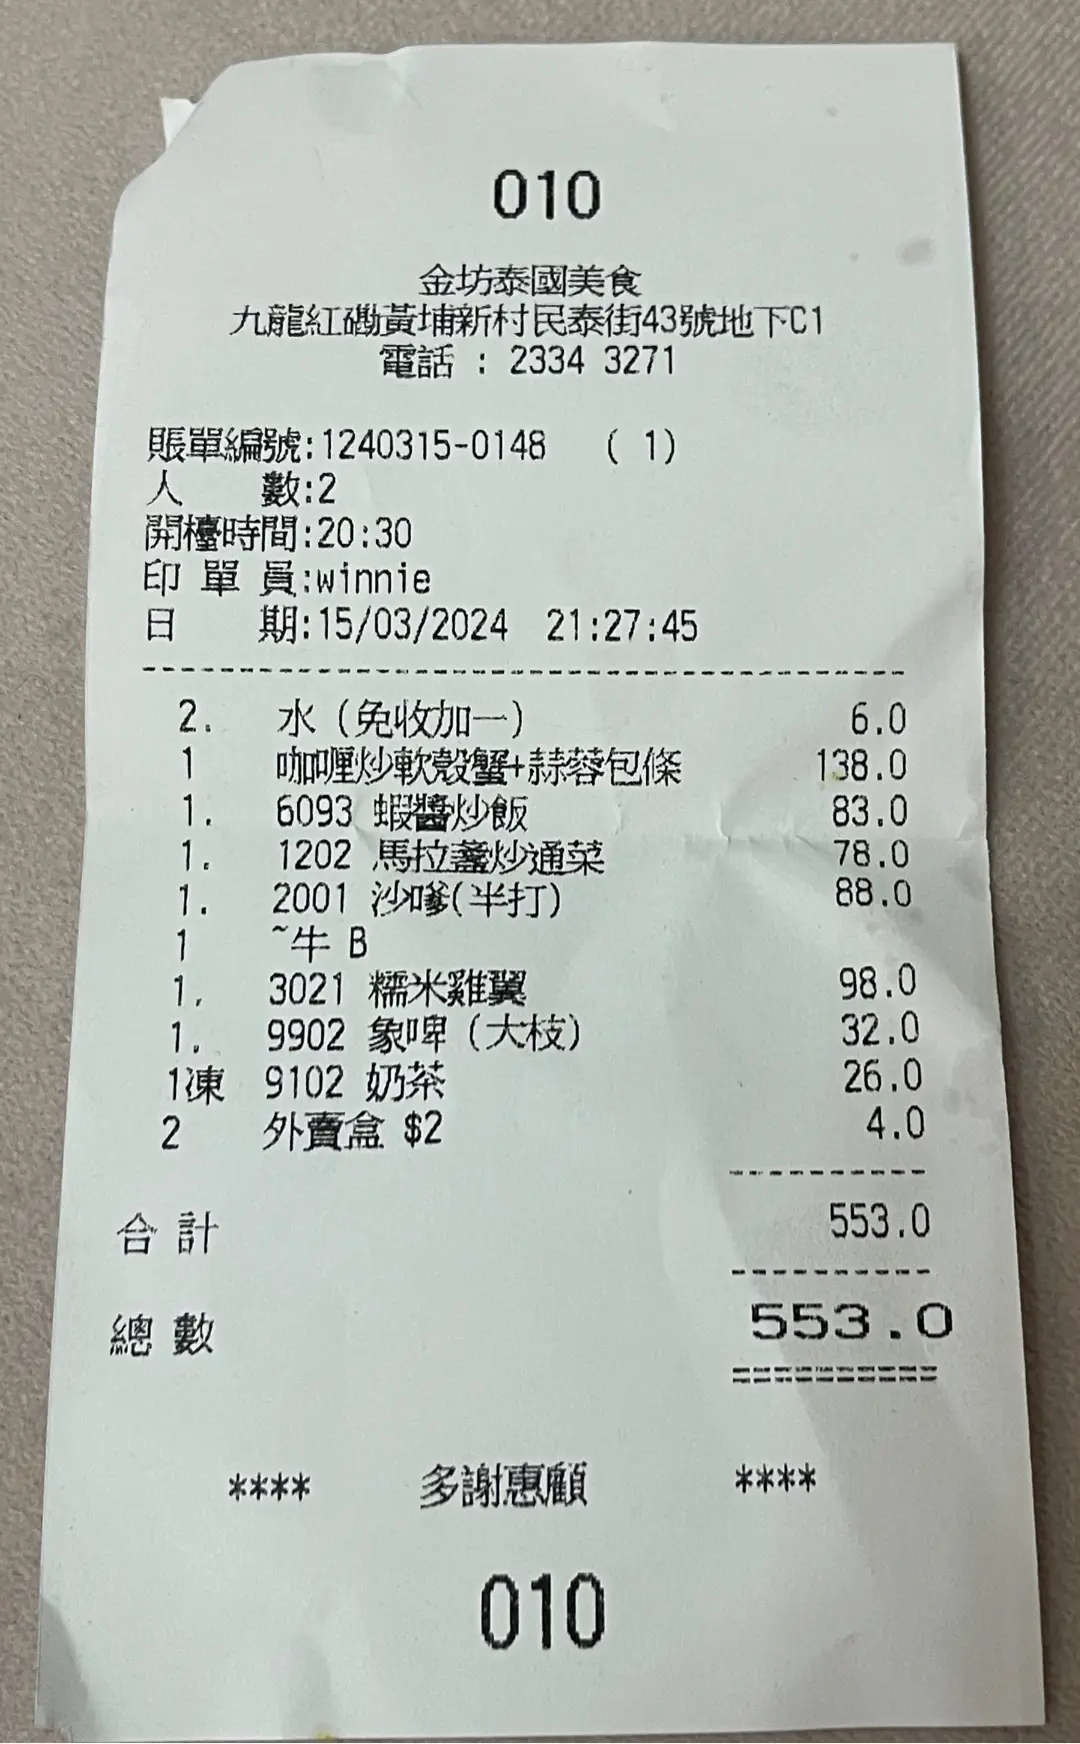 010
金坊泰國美食
九龍紅磡黃埔新村民泰街43號地下C1
電話 : 2334 3271
賬單編號:1240315-0148 ( 1)
人 數:2
開檯時間:20:30
印 單 員:winnie
日 期:15/03/2024 21:27:45
2. 水 (免收加一) 6.0
1 咖喱炒軟殼蟹+蒜蓉包條 138.0
1. 6093 蝦醬炒飯 83.0
1. 1202 馬拉盞炒通菜 78.0
1. 2001 沙嗲(半打) 88.0
1 ~牛 B
1. 3021 糯米雞翼 98.0
1. 9902 象啤 (大枝) 32.0
1凍 9102 奶茶 26.0
2 外賣盒 $2 4.0
合 計 553.0
總 數 553.0
**** 多謝惠顧 ****
010